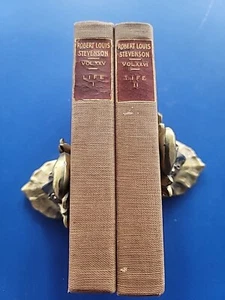 ROBERT LOUIS
STEVENSON
VOL.XXV
LIFE
I
ROBERT LOUIS
STEVENSON
VOL.XXVI
LIFE
II